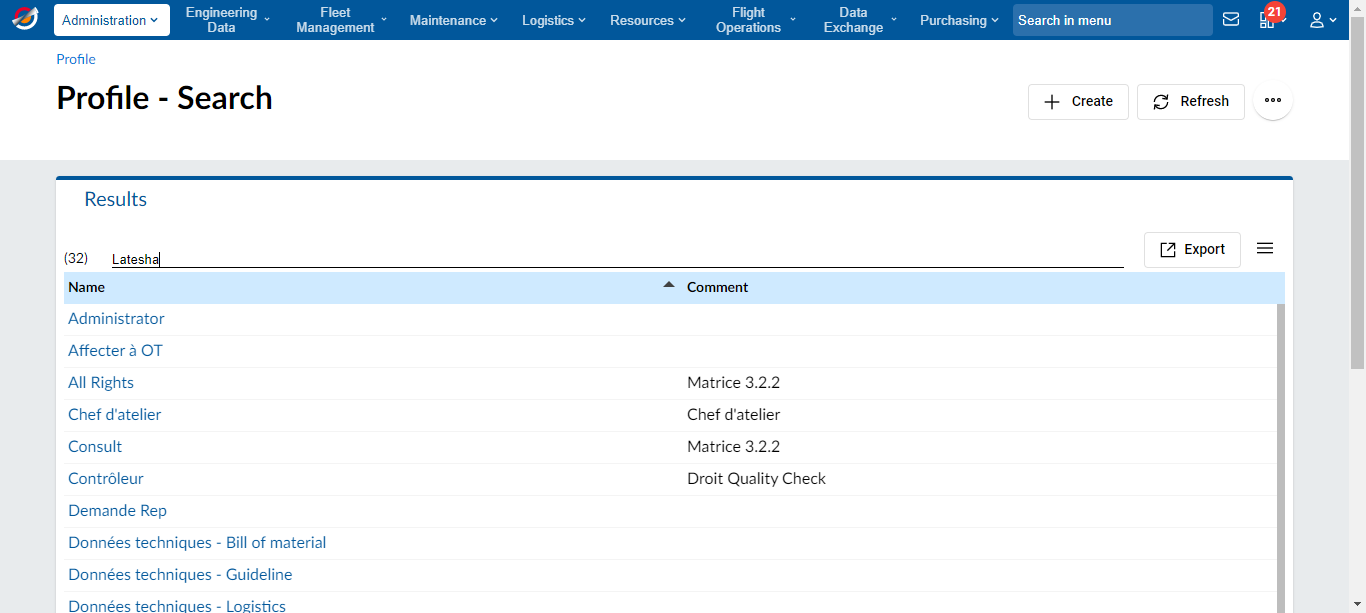 Administration
Engineering Data
Fleet Management
Maintenance
Logistics
Resources
Flight Operations
Data Exchange
Purchasing
Search in menu
21
Profile
Profile - Search
Create
Refresh
Results
(32)
Latesha
Export
Name Comment
Administrator
Affecter à OT
All Rights Matrice 3.2.2
Chef d'atelier Chef d'atelier
Consult Matrice 3.2.2
Contrôleur Droit Quality Check
Demande Rep
Données techniques - Bill of material
Données techniques - Guideline
Données techniques - Logistics